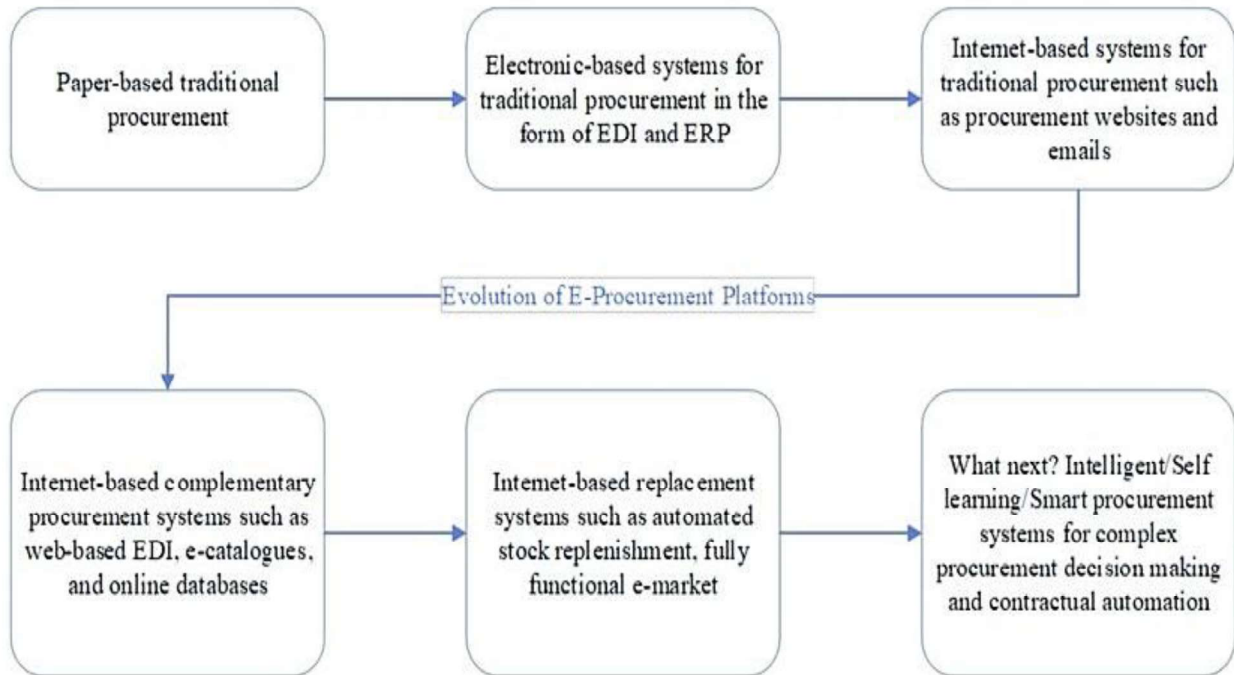 Paper-based traditional
procurement
Electronic-based systems for
traditional procurement in the
form of EDI and ERP
Internet-based systems for
traditional procurement such
as procurement websites and
emails
Evolution of E-Procurement Platforms
Internet-based complementary
procurement systems such as
web-based EDI, e-catalogues,
and online databases
Internet-based replacement
systems such as automated
stock replenishment, fully
functional e-market
What next? Intelligent/Self
learning/Smart procurement
systems for complex
procurement decision making
and contractual automation